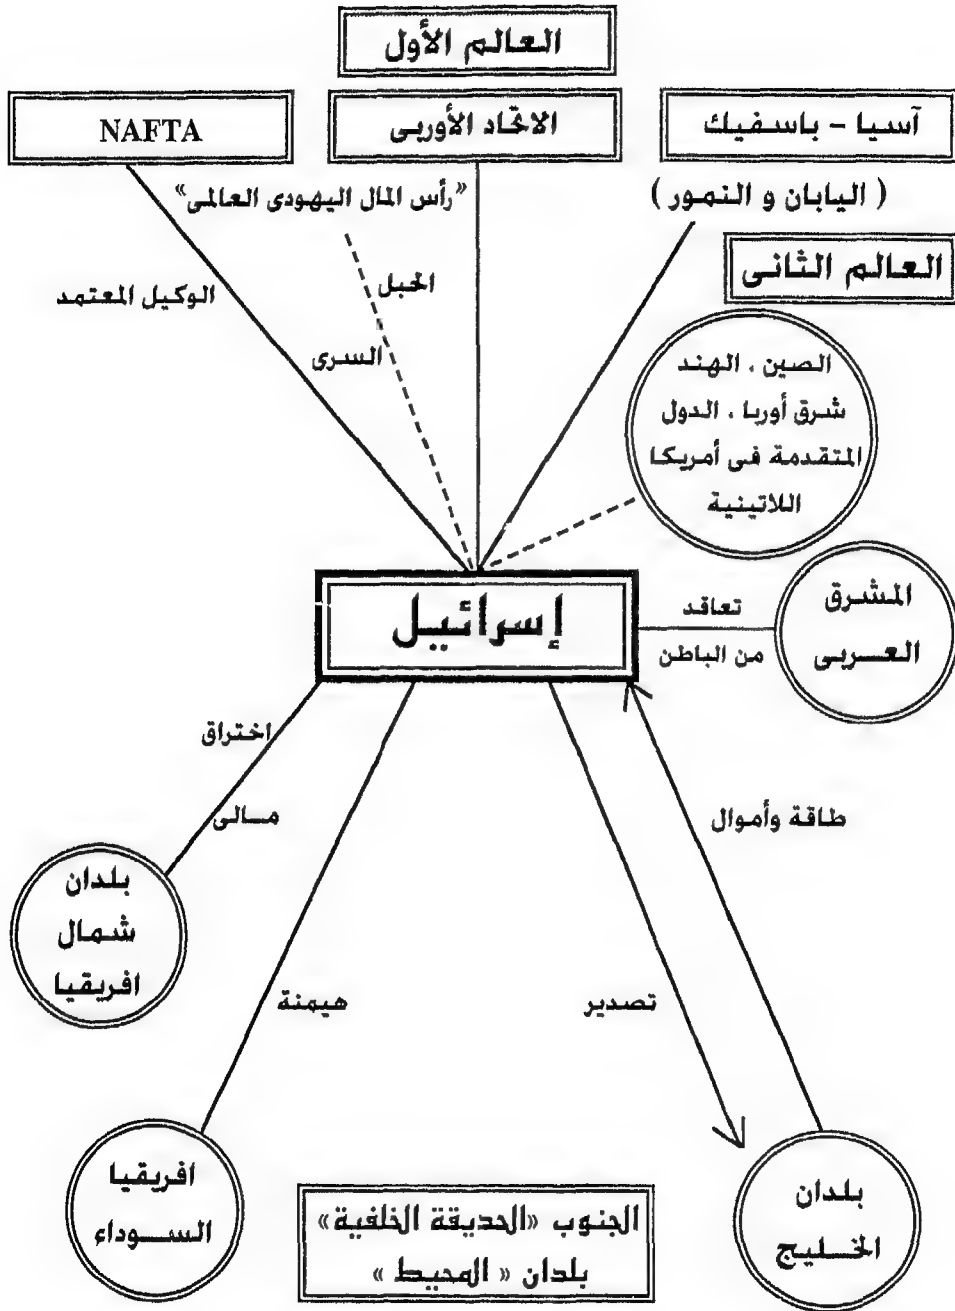 العالم الأول
آسيا - باسفيك
الاتحاد الأوربى
NAFTA
( اليابان و النمور )
«رأس المال اليهودى العالمى»
العالم الثانى
الحبل
السرى
الوكيل المعتمد
الصين ، الهند
شرق أوربا ، الدول
المتقدمة فى أمريكا
اللاتينية
إسرائيل
تعاقد
من الباطن
المشرق
العربى
اختراق
مالى
طاقة وأموال
بلدان
شمال
افريقيا
هيمنة
تصدير
افريقيا
السوداء
الجنوب «الحديقة الخلفية»
بلدان « المحيط »
بلدان
الخليج